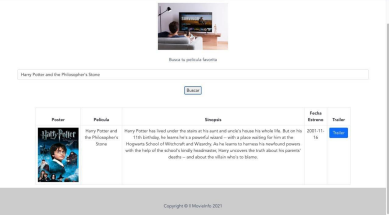 Busca tu película favorita
Harry Potter and the Philosopher's Stone
Buscar
Poster
Película
Sinopsis
Fecha Estreno
Trailer
Harry Potter
Harry Potter and
the Philosopher's
Stone
Harry Potter has lived under the stairs at his aunt and uncle's house his whole life. But on his
11th birthday, he learns he's a powerful wizard -- with a place waiting for him at the
Hogwarts School of Witchcraft and Wizardry. As he learns to harness his newfound powers
with the help of the school's kindly headmaster, Harry uncovers the truth about his parents'
deaths -- and about the villain who's to blame.
2001-11-
16
Trailer
Copyright © MovieInfo 2021